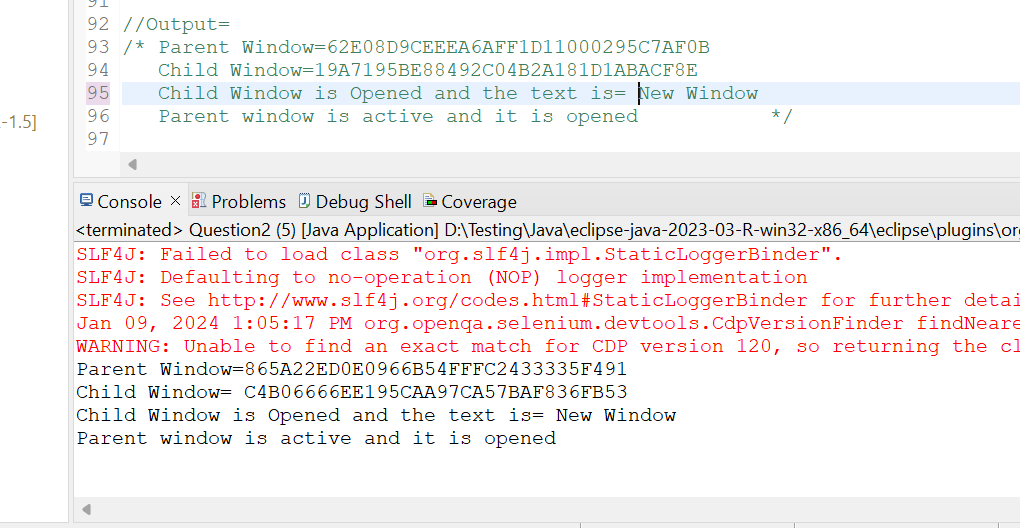 91
92 //Output=
93 /* Parent Window=62E08D9CEEEA6AFF1D11000295C7AF0B
94 Child Window=19A7195BE88492C04B2A181D1ABACF8E
95 Child Window is Opened and the text is= New Window
-1.5]
96 Parent window is active and it is opened */
97
Console × Problems Debug Shell Coverage
<terminated> Question2 (5) [Java Application] D:\Testing\Java\eclipse-java-2023-03-R-win32-x86_64\eclipse\plugins\or
SLF4J: Failed to load class "org.slf4j.impl.StaticLoggerBinder".
SLF4J: Defaulting to no-operation (NOP) logger implementation
SLF4J: See http://www.slf4j.org/codes.html#StaticLoggerBinder for further detai
Jan 09, 2024 1:05:17 PM org.openqa.selenium.devtools.CdpVersionFinder findNeare
WARNING: Unable to find an exact match for CDP version 120, so returning the cl
Parent Window=865A22ED0E0966B54FFFC2433335F491
Child Window= C4B06666EE195CAA97CA57BAF836FB53
Child Window is Opened and the text is= New Window
Parent window is active and it is opened